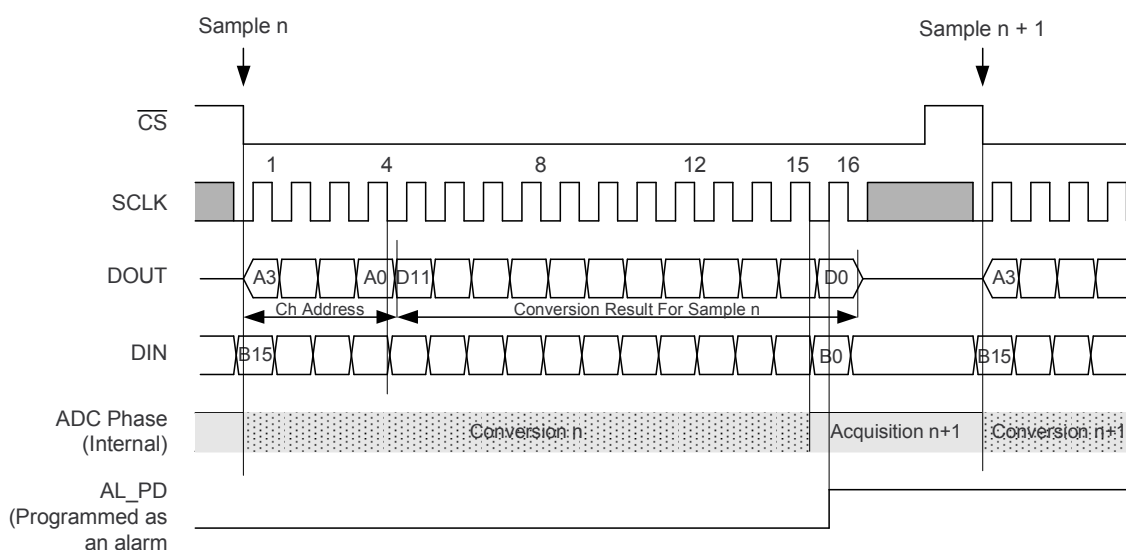 Sample n
Sample n + 1
CS
1 4 8 12 15 16
SCLK
DOUT
A3 A0 D11 D0 A3
Ch Address
Conversion Result For Sample n
DIN
B15 B0 B15
ADC Phase
(Internal)
Conversion n
Acquisition n+1
Conversion n+1
AL_PD
(Programmed as
an alarm